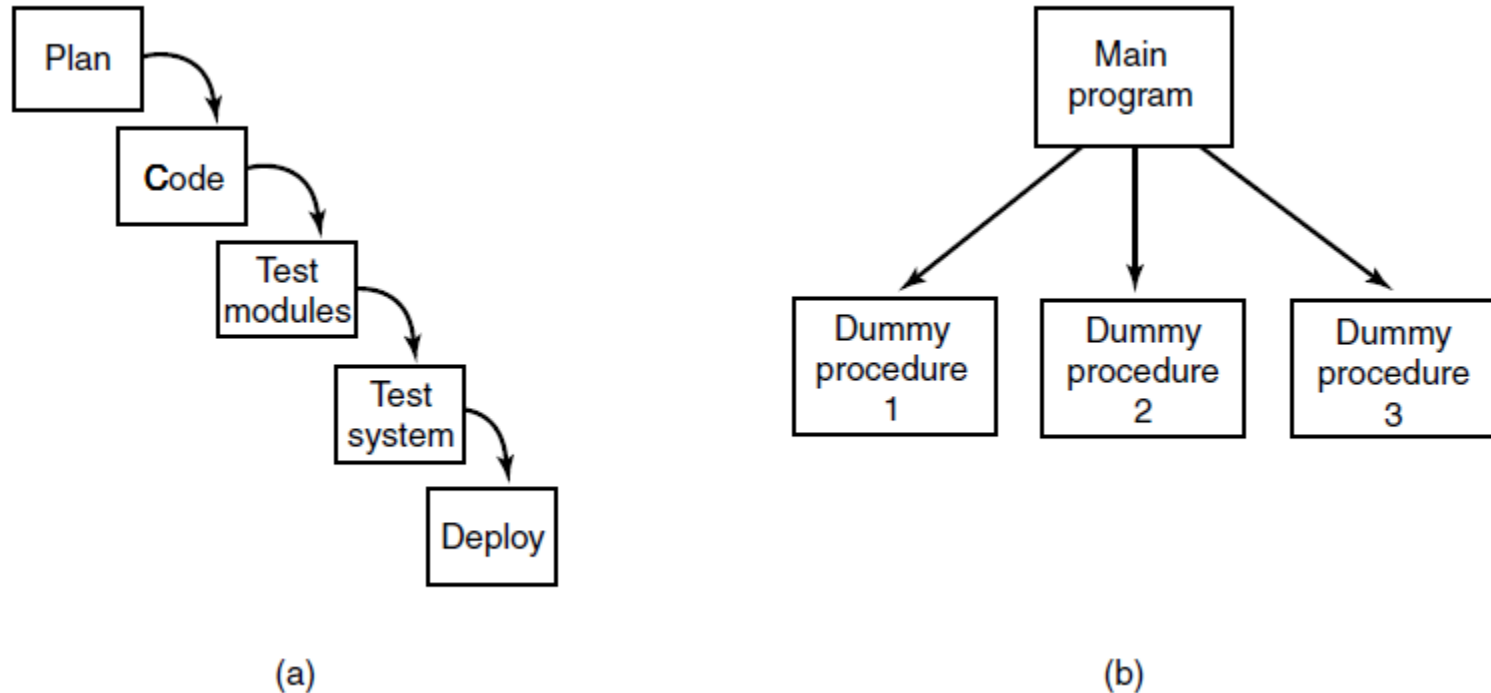 Plan
Code
Test
modules
Test
system
Deploy
(a)
Main
program
Dummy
procedure
1
Dummy
procedure
2
Dummy
procedure
3
(b)